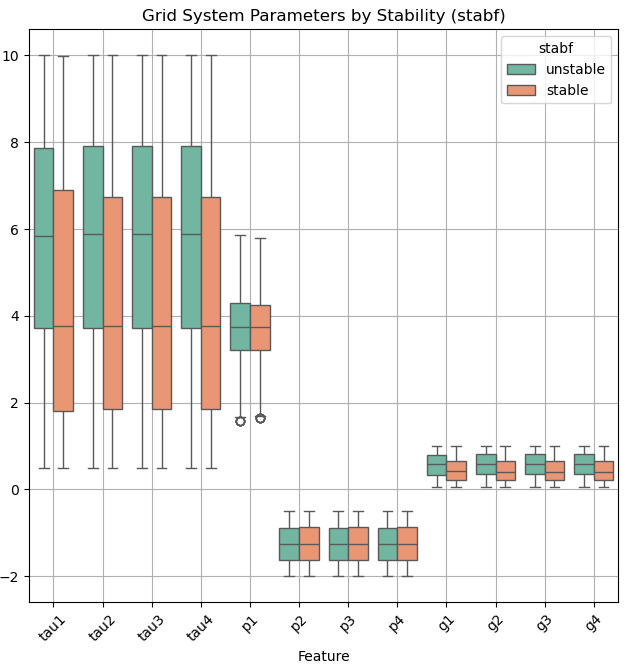 Grid System Parameters by Stability (stabf)
stabf
unstable
stable
10
8
6
4
2
0
−2
tau1 tau2 tau3 tau4 p1 p2 p3 p4 g1 g2 g3 g4
Feature